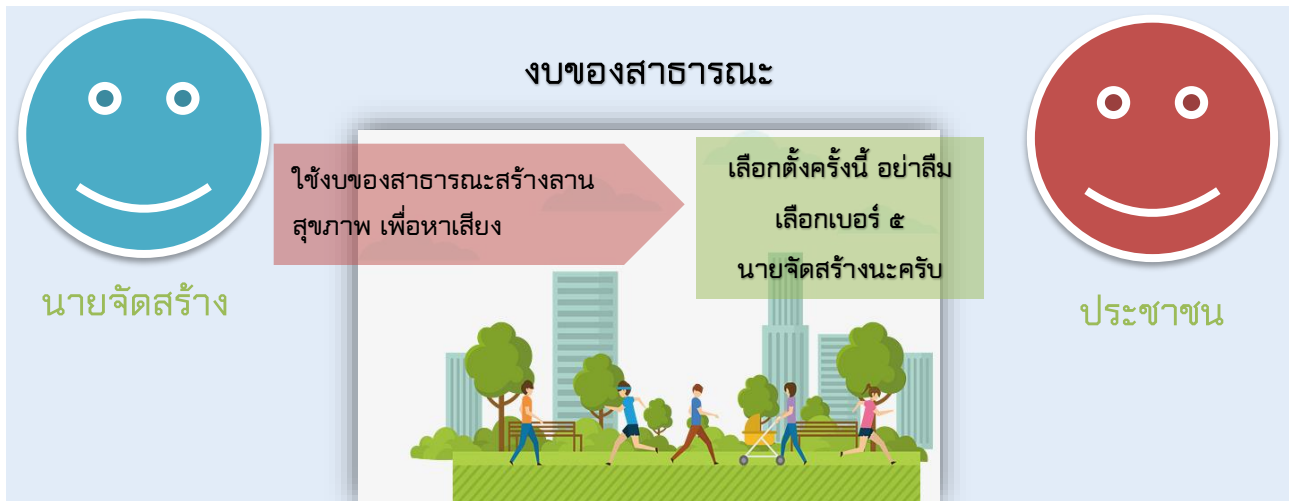 งบของสาธารณะ
ใช้งบของสาธารณะสร้างลาน
สุขภาพ เพื่อหาเสียง
เลือกตั้งครั้งนี้ อย่าลืม
เลือกเบอร์ ๕
นายจัดสร้างนะครับ
นายจัดสร้าง
ประชาชน